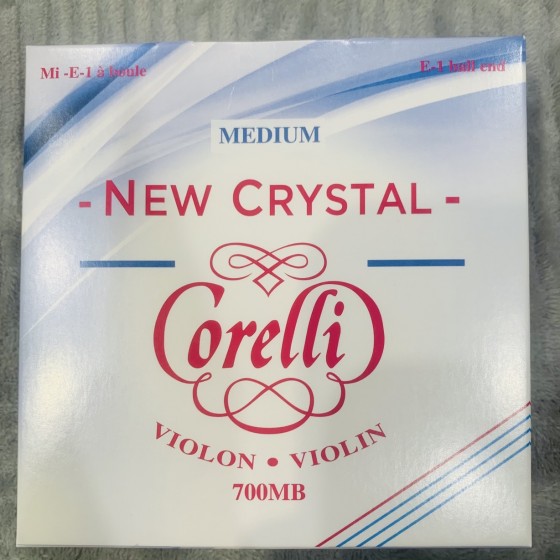 Mi -E-1 à boule
E-1 ball end
MEDIUM
- NEW CRYSTAL -
Corelli
VIOLON • VIOLIN
700MB